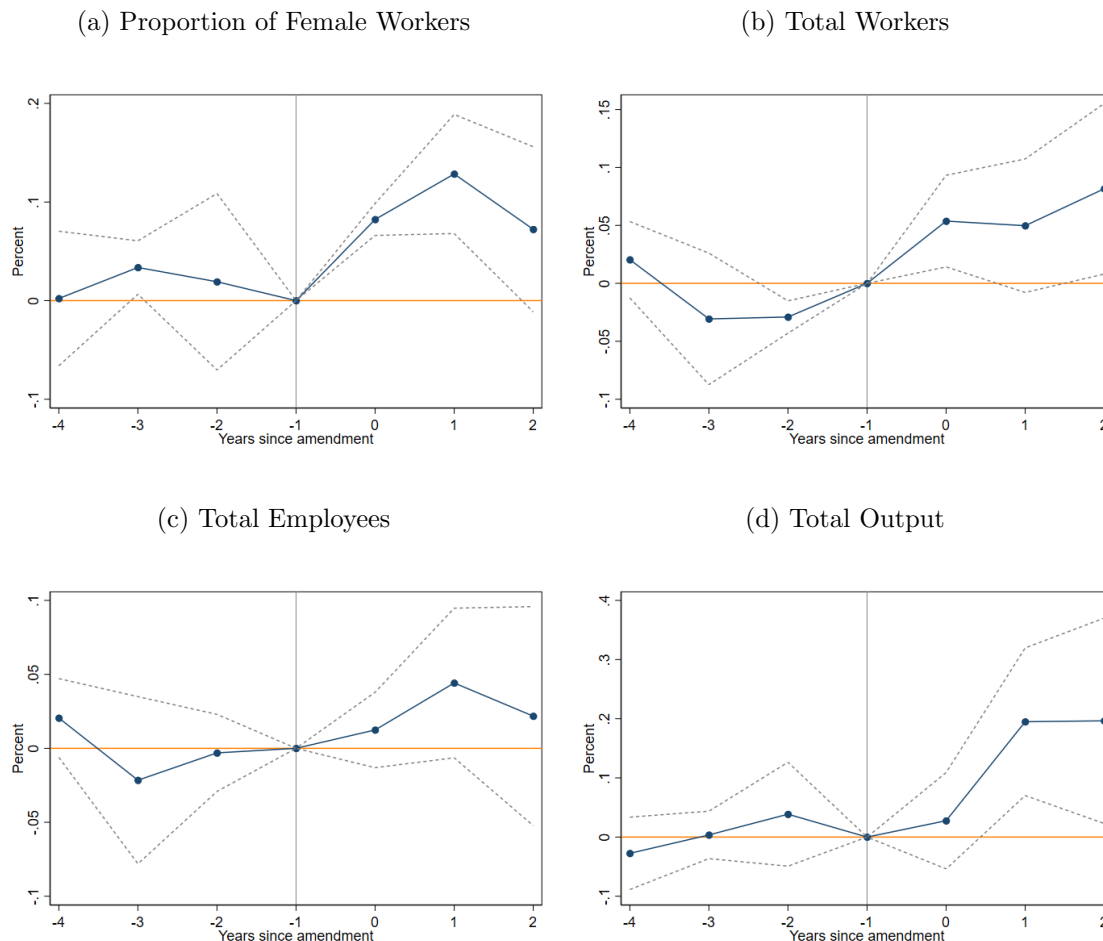 (a) Proportion of Female Workers
(b) Total Workers
Percent
.2
.1
0
-.1
-4 -3 -2 -1 0 1 2
Years since amendment
Percent
.15
.1
.05
0
-.05
-.1
-4 -3 -2 -1 0 1 2
Years since amendment
(c) Total Employees
(d) Total Output
Percent
.1
.05
0
-.05
-.1
-4 -3 -2 -1 0 1 2
Years since amendment
Percent
.4
.3
.2
.1
0
-.1
-4 -3 -2 -1 0 1 2
Years since amendment